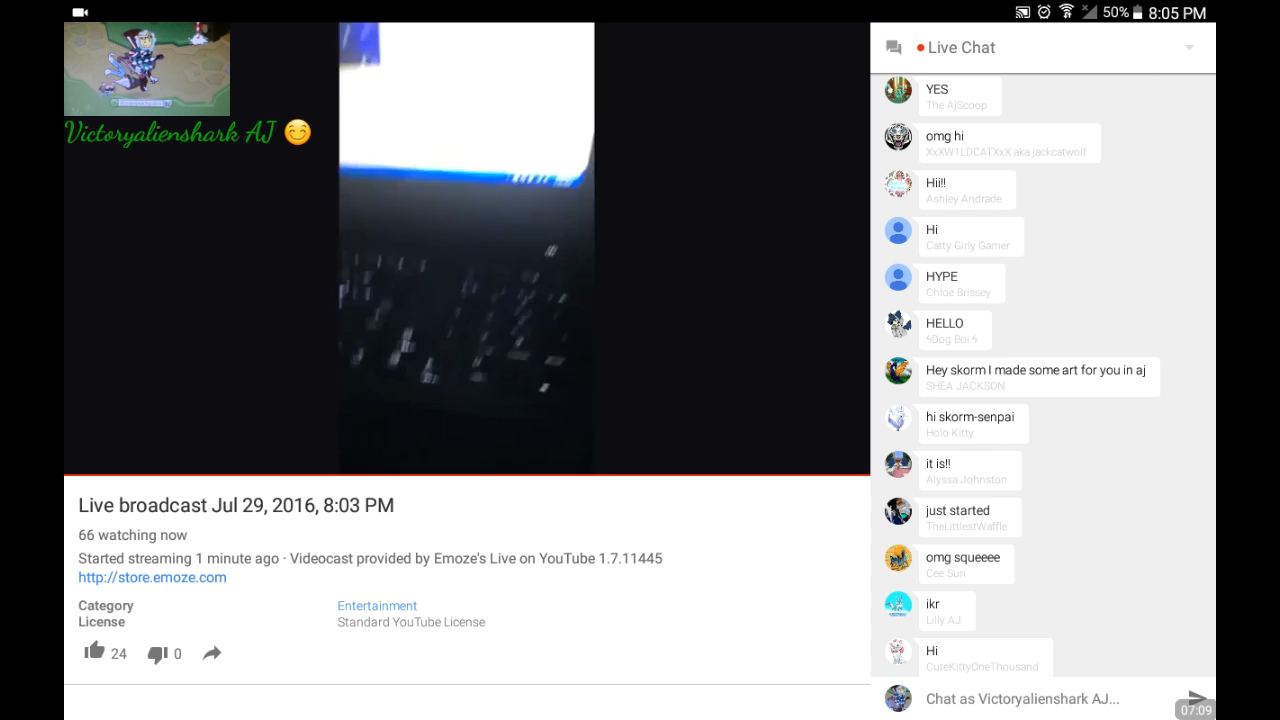 50% 8:05 PM
Victoryalienshark AJ 😊
Live Chat
YES
The AjScoop
omg hi
XxXW1LDCATXxX aka jackcatwolf
Hii!!
Ashley Andrade
Hi
Catty Girly Gamer
HYPE
Chloe Brissey
HELLO
ϟDog Boi ϟ
Hey skorm I made some art for you in aj
SHEA JACKSON
hi skorm-senpai
Holo Kitty
it is!!
Alyssa Johnston
just started
TheLittlestWaffle
omg squeeee
Cee Sun
ikr
Lilly AJ
Hi
CuteKittyOneThousand
Chat as Victoryalienshark AJ...
07:09
Live broadcast Jul 29, 2016, 8:03 PM
66 watching now
Started streaming 1 minute ago · Videocast provided by Emoze's Live on YouTube 1.7.11445
http://store.emoze.com
Category Entertainment
License Standard YouTube License
24 0